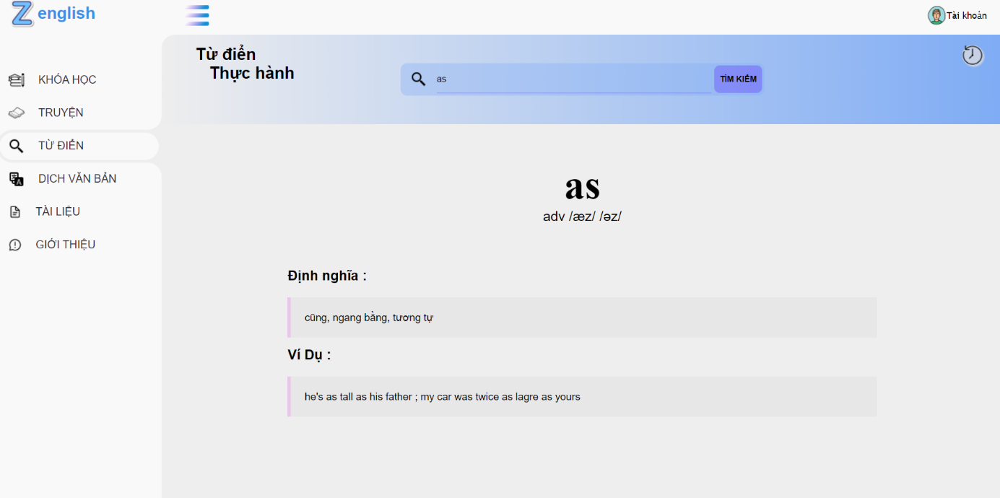 Z english
Tài khoản
Từ điển
Thực hành
as
TÌM KIẾM
KHÓA HỌC
TRUYỆN
TỪ ĐIỂN
DỊCH VĂN BẢN
TÀI LIỆU
GIỚI THIỆU
as
adv /æz/ /əz/
Định nghĩa :
cũng, ngang bằng, tương tự
Ví Dụ :
he's as tall as his father ; my car was twice as lagre as yours